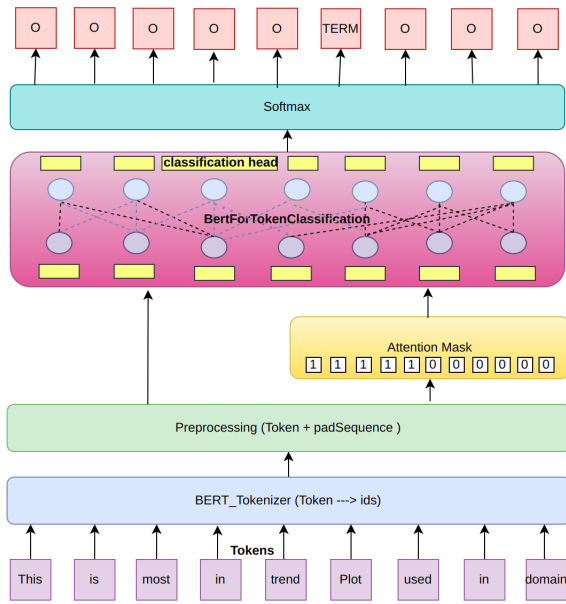 O O O O O TERM O O O
Softmax
classification head
BertForTokenClassification
Attention Mask
1 1 1 1 1 0 0 0 0 0 0
Preprocessing (Token + padSequence )
BERT_Tokenizer (Token ---> ids)
Tokens
This is most in trend Plot used in domain